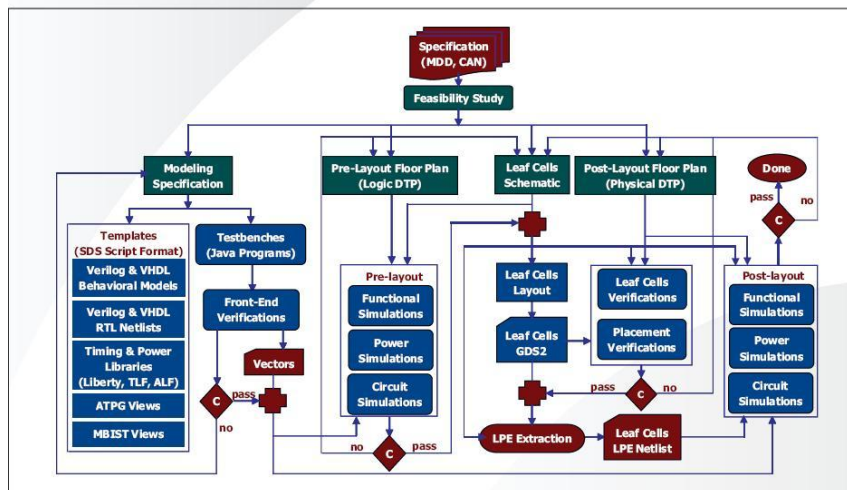 Specification
(MDD, CAN)
Feasibility Study
Modeling
Specification
Pre-Layout Floor Plan
(Logic DTP)
Leaf Cells
Schematic
Post-Layout Floor Plan
(Physical DTP)
Done
pass
no
C
Templates
(SDS Script Format)
Verilog & VHDL
Behavioral Models
Verilog & VHDL
RTL Netlists
Timing & Power
Libraries
(Liberty, TLF, ALF)
ATPG Views
MBIST Views
Testbenches
(Java Programs)
Front-End
Verifications
Vectors
C
pass
no
Pre-layout
Functional
Simulations
Power
Simulations
Circuit
Simulations
no
C
pass
Leaf Cells
Layout
Leaf Cells
GDS2
LPE Extraction
Leaf Cells
Verifications
Placement
Verifications
pass
C
no
Leaf Cells
LPE Netlist
Post-layout
Functional
Simulations
Power
Simulations
Circuit
Simulations